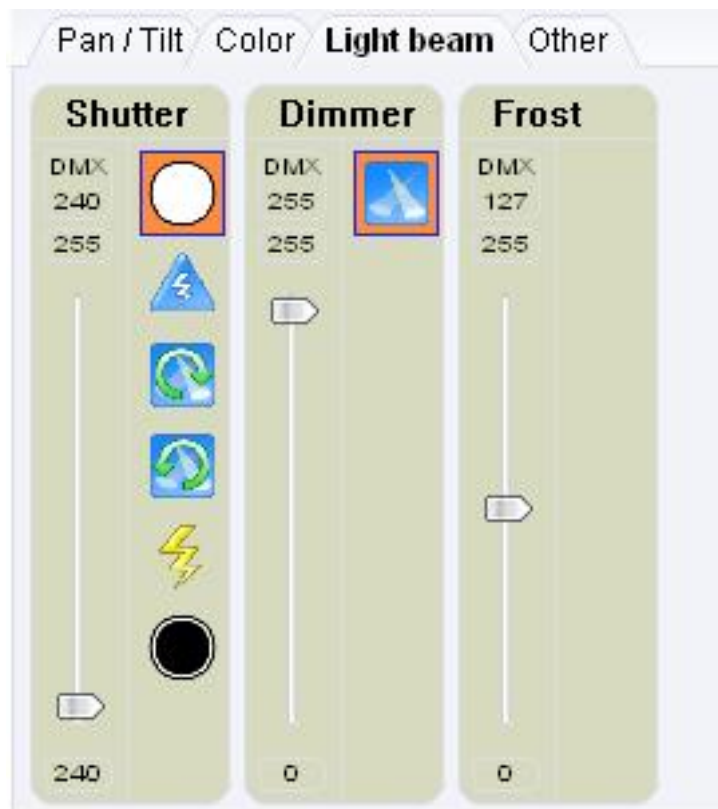 Pan / Tilt Color Light beam Other
Shutter Dimmer Frost
DMX DMX DMX
240 255 127
255 255 255
240 0 0